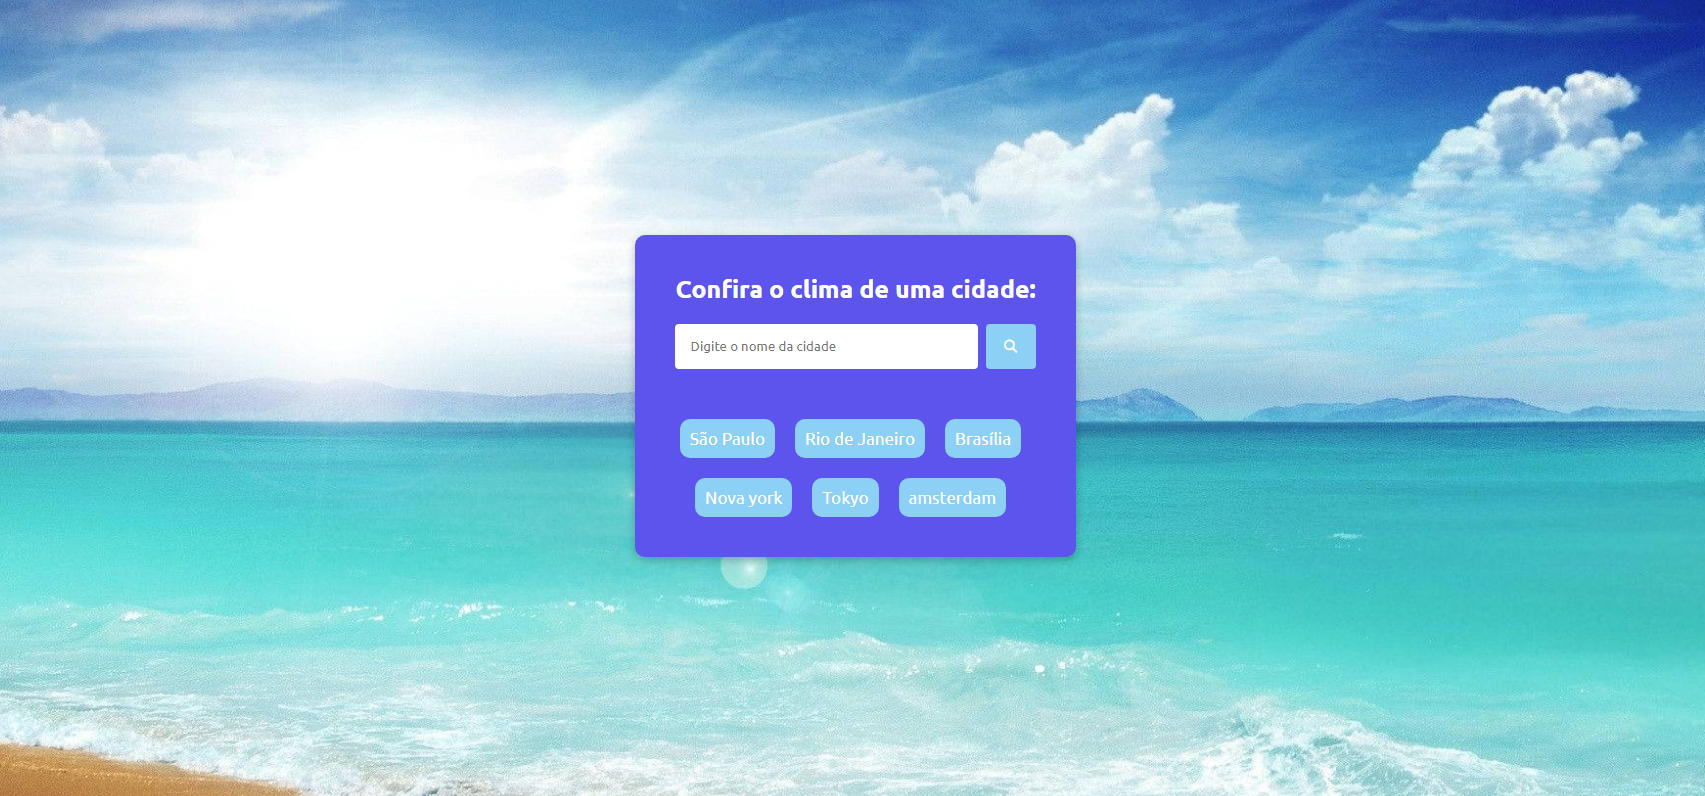 Confira o clima de uma cidade:
Digite o nome da cidade
São Paulo Rio de Janeiro Brasília
Nova york Tokyo amsterdam